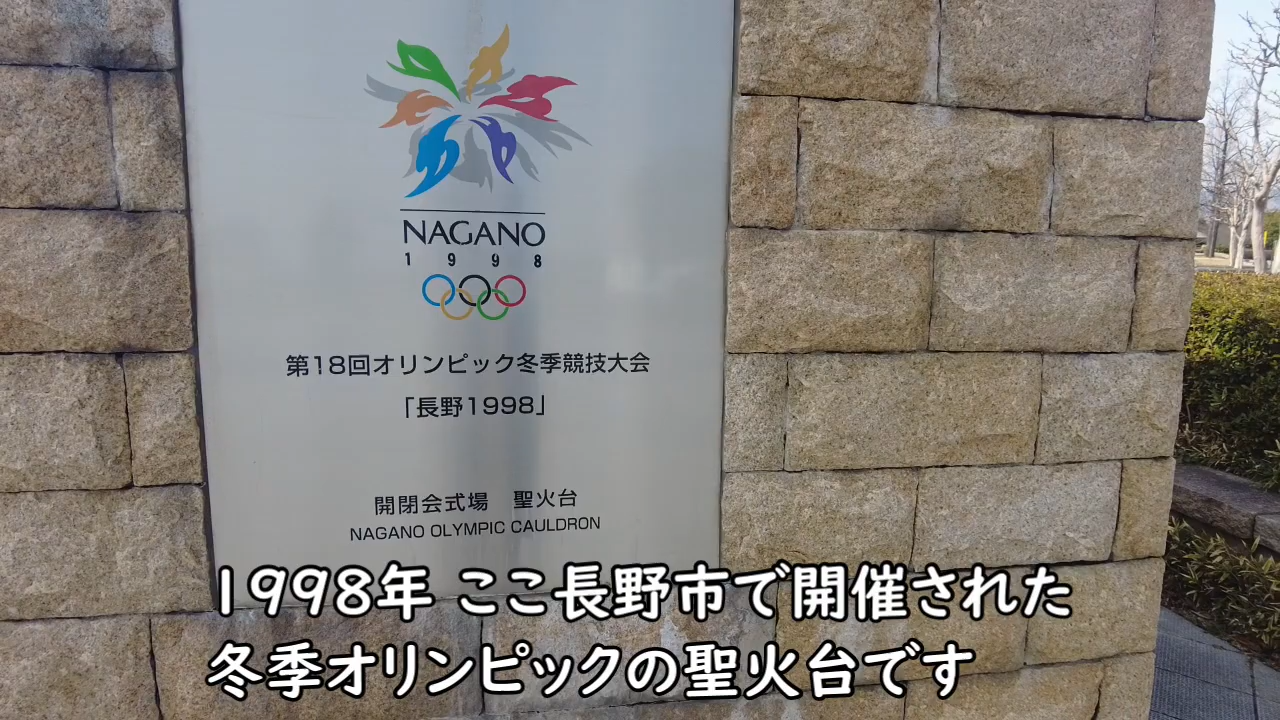 NAGANO
1998
第18回オリンピック冬季競技大会
「長野1998」
開閉会式場 聖火台
NAGANO OLYMPIC CAULDRON
1998年 ここ長野市で開催された
冬季オリンピックの聖火台です